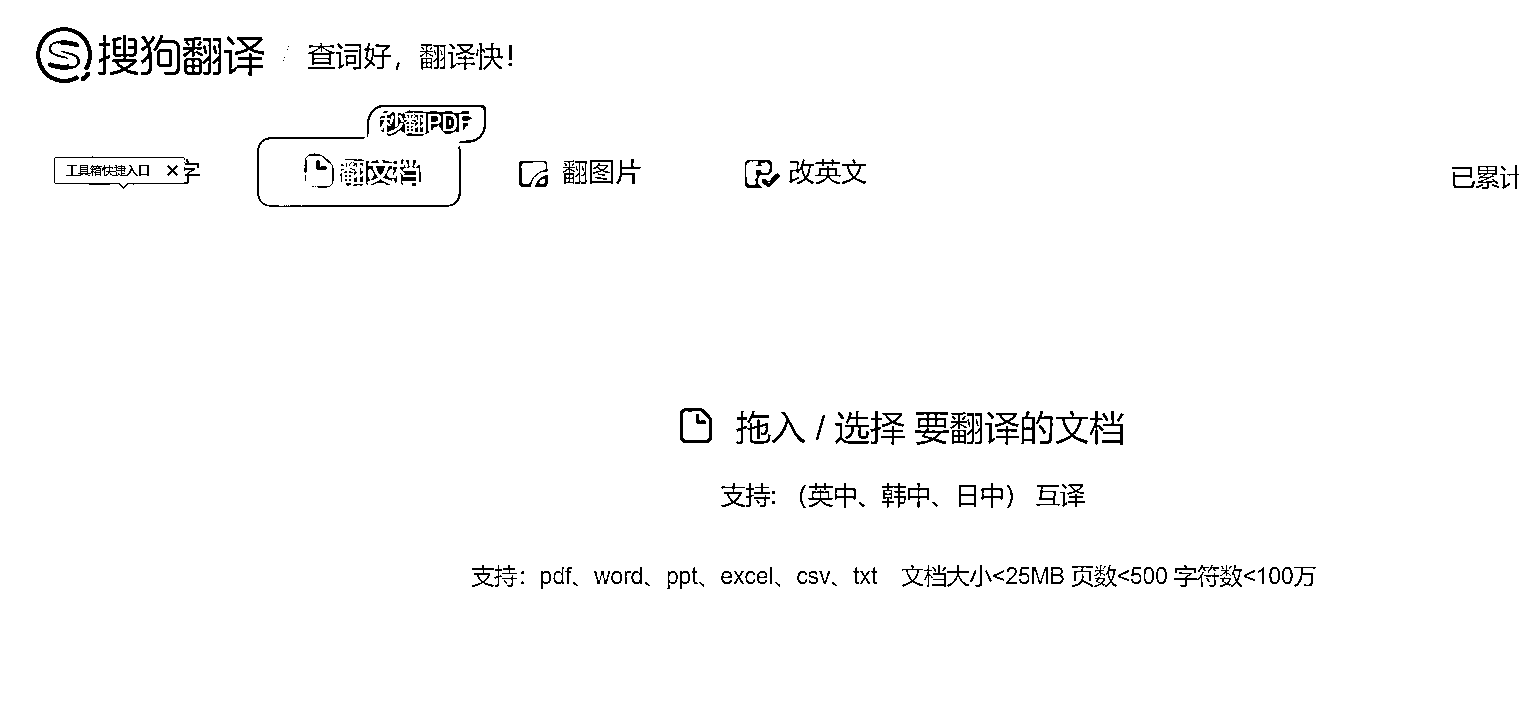 搜狗翻译 / 查词好，翻译快！
秒翻PDF
工具箱快捷入口 × 字
翻文档
翻图片
改英文
已累计
拖入 / 选择 要翻译的文档
支持: （英中、韩中、日中） 互译
支持：pdf、word、ppt、excel、csv、txt 文档大小<25MB 页数<500 字符数<100万